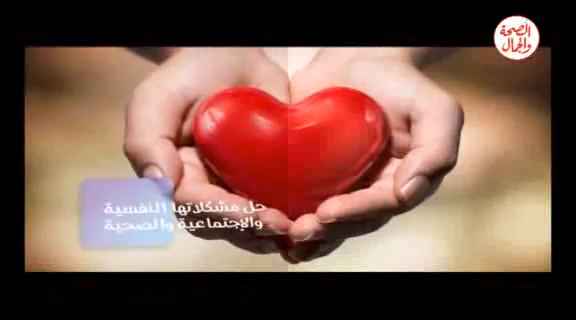 الصحة
والجمال
حل مشكلاتها النفسية
والإجتماعية والصحية